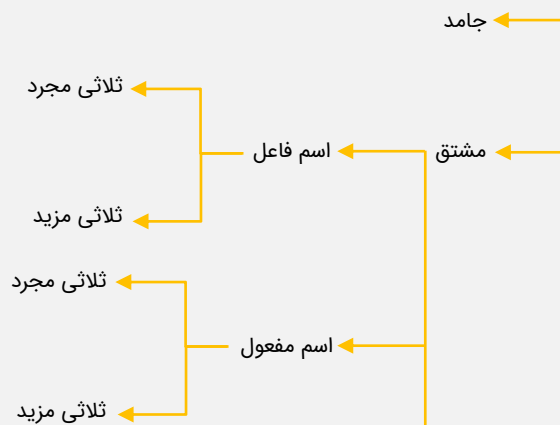 جامد
ثلاثی مجرد
مشتق
اسم فاعل
ثلاثی مزید
ثلاثی مجرد
اسم مفعول
ثلاثی مزید